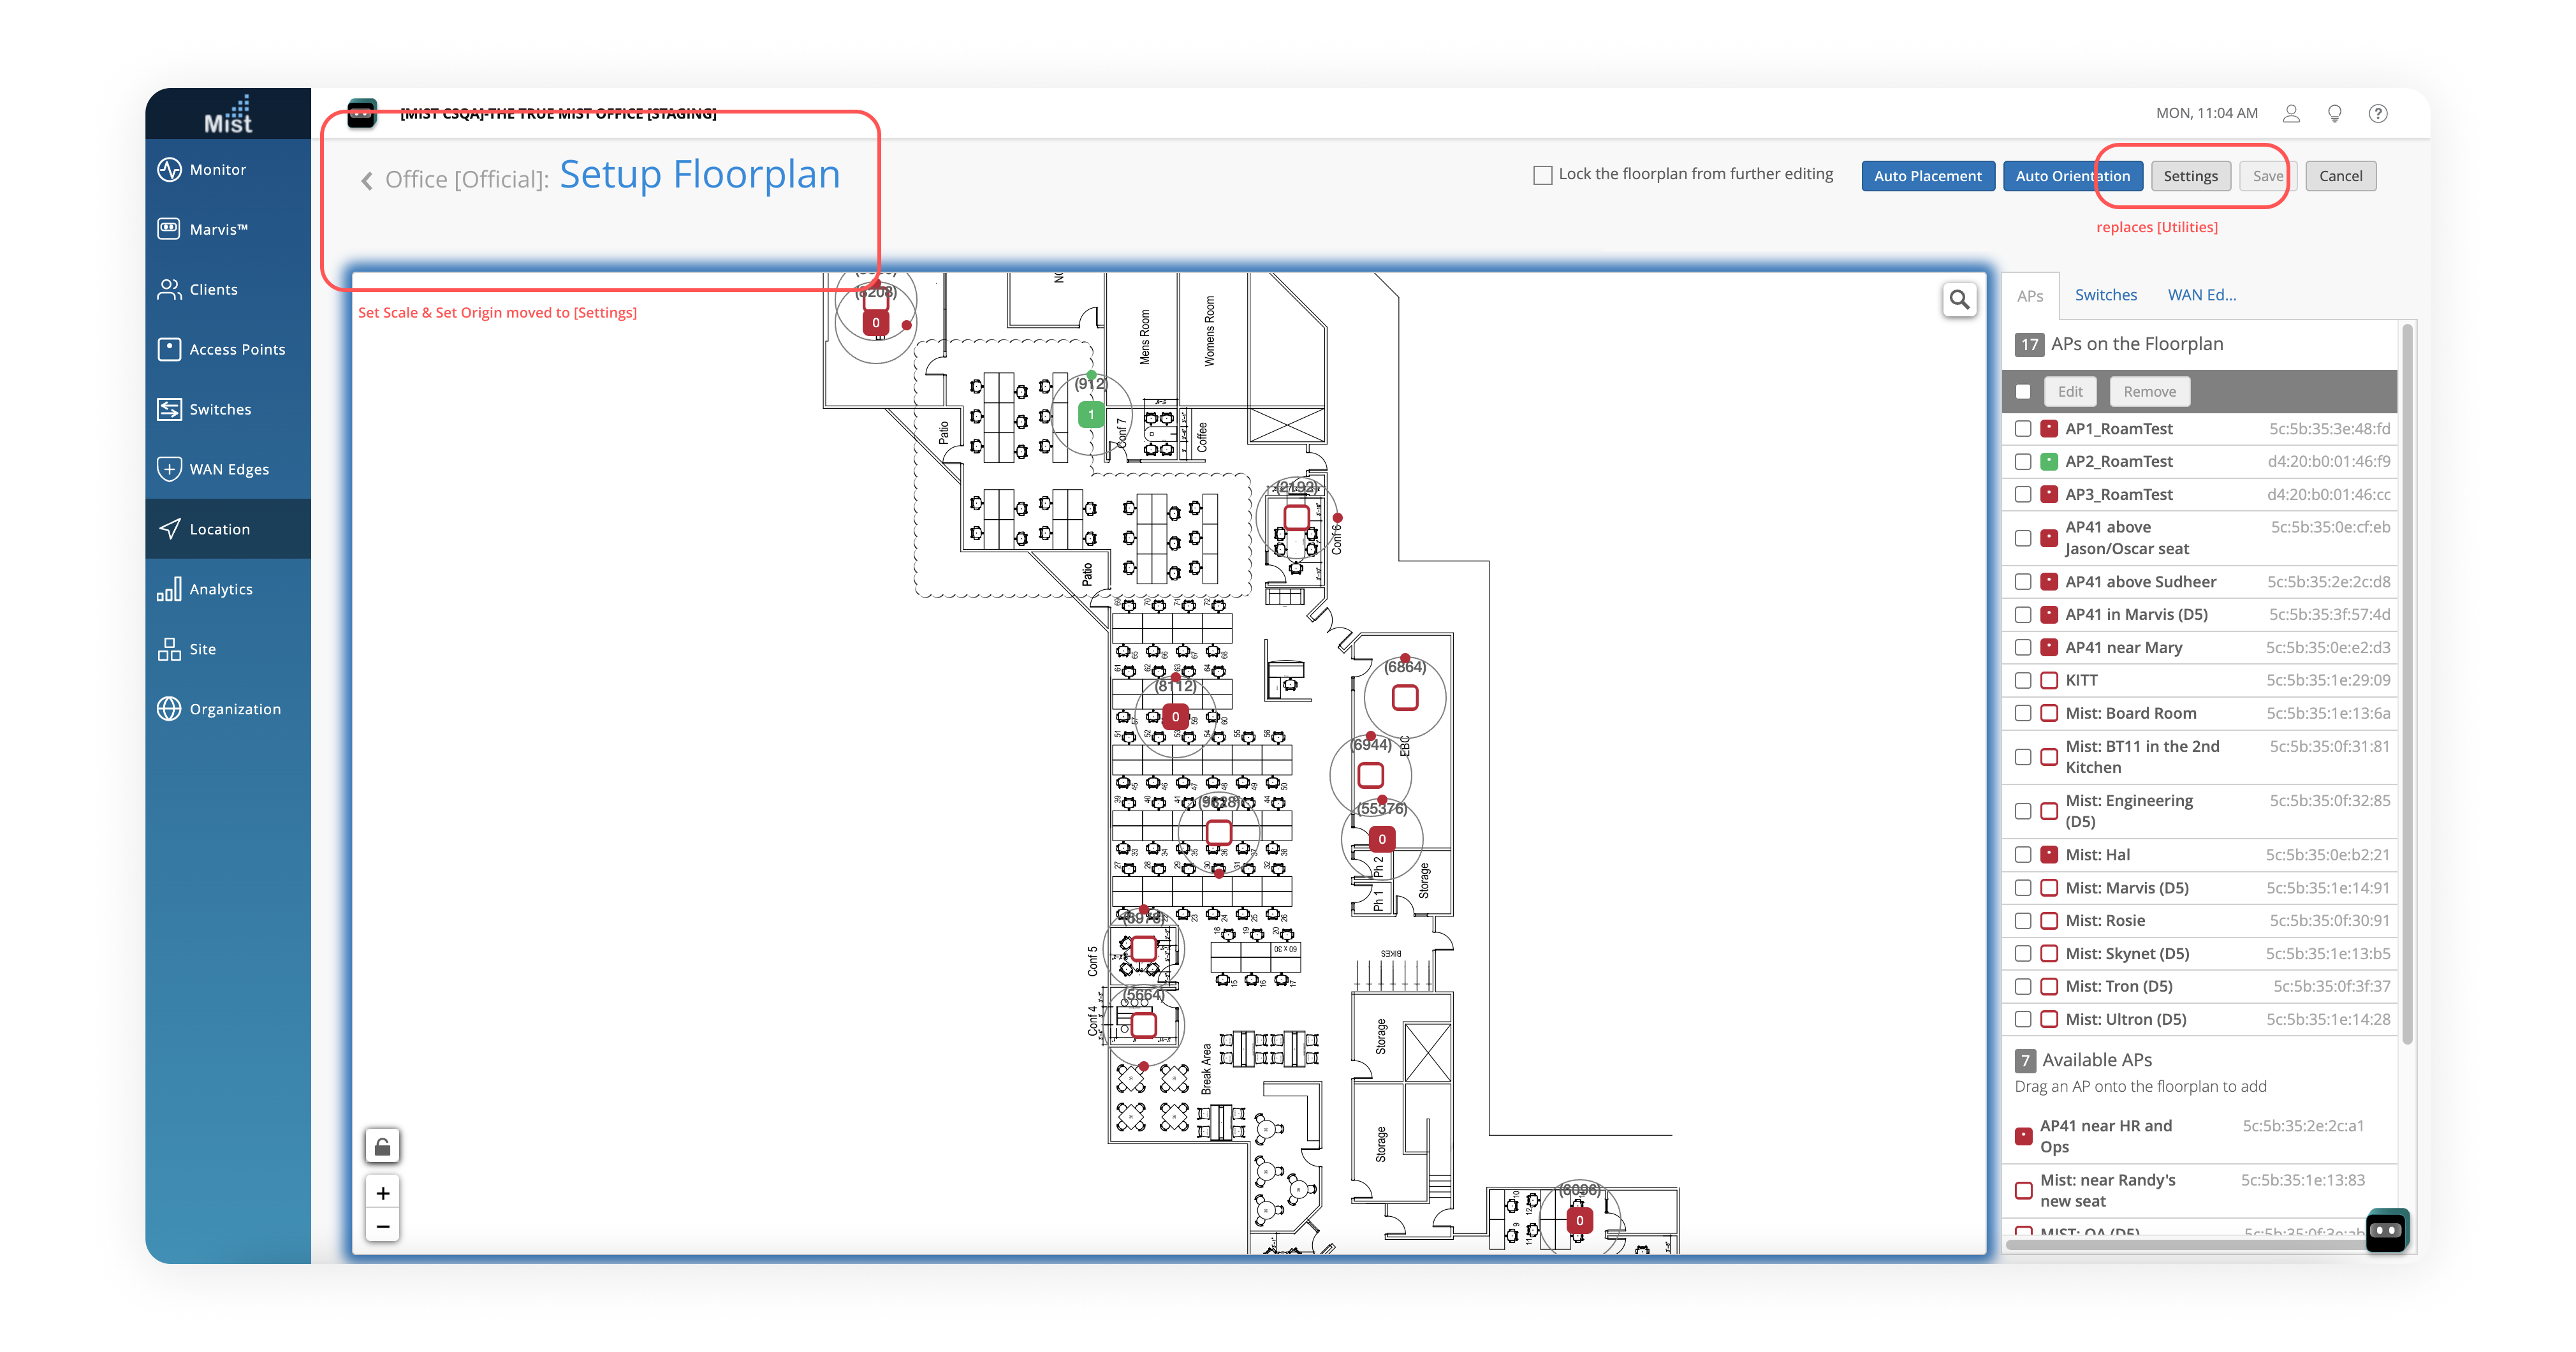 Mist
[MIST CSQA]-THE TRUE MIST OFFICE [STAGING]
MON, 11:04 AM
Monitor
Marvis™
Clients
Access Points
Switches
WAN Edges
Location
Analytics
Site
Organization
Office [Official]: Setup Floorplan
Lock the floorplan from further editing
Auto Placement
Auto Orientation
Settings
Save
Cancel
replaces [Utilities]
Set Scale & Set Origin moved to [Settings]
(8208)
0
Mens Room
Womens Room
(912)
1
Patio
Conf 7
Coffee
(2192)
Conf 6
Patio
(8112)
0
(6864)
(6944)
EBC
(55376)
0
Ph 2
Ph 1
Storage
Conf 5
60 X 30
BIKES
(5664)
Conf 4
Break Area
Storage
Storage
(6096)
0
+
−
APs
Switches
WAN Ed...
17 APs on the Floorplan
Edit
Remove
AP1_RoamTest 5c:5b:35:3e:48:fd
AP2_RoamTest d4:20:b0:01:46:f9
AP3_RoamTest d4:20:b0:01:46:cc
AP41 above 5c:5b:35:0e:cf:eb
Jason/Oscar seat
AP41 above Sudheer 5c:5b:35:2e:2c:d8
AP41 in Marvis (D5) 5c:5b:35:3f:57:4d
AP41 near Mary 5c:5b:35:0e:e2:d3
KITT 5c:5b:35:1e:29:09
Mist: Board Room 5c:5b:35:1e:13:6a
Mist: BT11 in the 2nd 5c:5b:35:0f:31:81
Kitchen
Mist: Engineering 5c:5b:35:0f:32:85
(D5)
Mist: Hal 5c:5b:35:0e:b2:21
Mist: Marvis (D5) 5c:5b:35:1e:14:91
Mist: Rosie 5c:5b:35:0f:30:91
Mist: Skynet (D5) 5c:5b:35:1e:13:b5
Mist: Tron (D5) 5c:5b:35:0f:3f:37
Mist: Ultron (D5) 5c:5b:35:1e:14:28
7 Available APs
Drag an AP onto the floorplan to add
AP41 near HR and 5c:5b:35:2e:2c:a1
Ops
Mist: near Randy's 5c:5b:35:1e:13:83
new seat
MIST: QA (D5) 5c:5b:35:0f:3e:ab